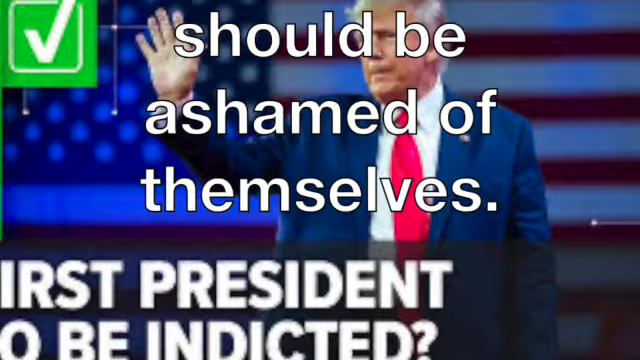 should be
ashamed of
themselves.
IRST PRESIDENT
O BE INDICTED?